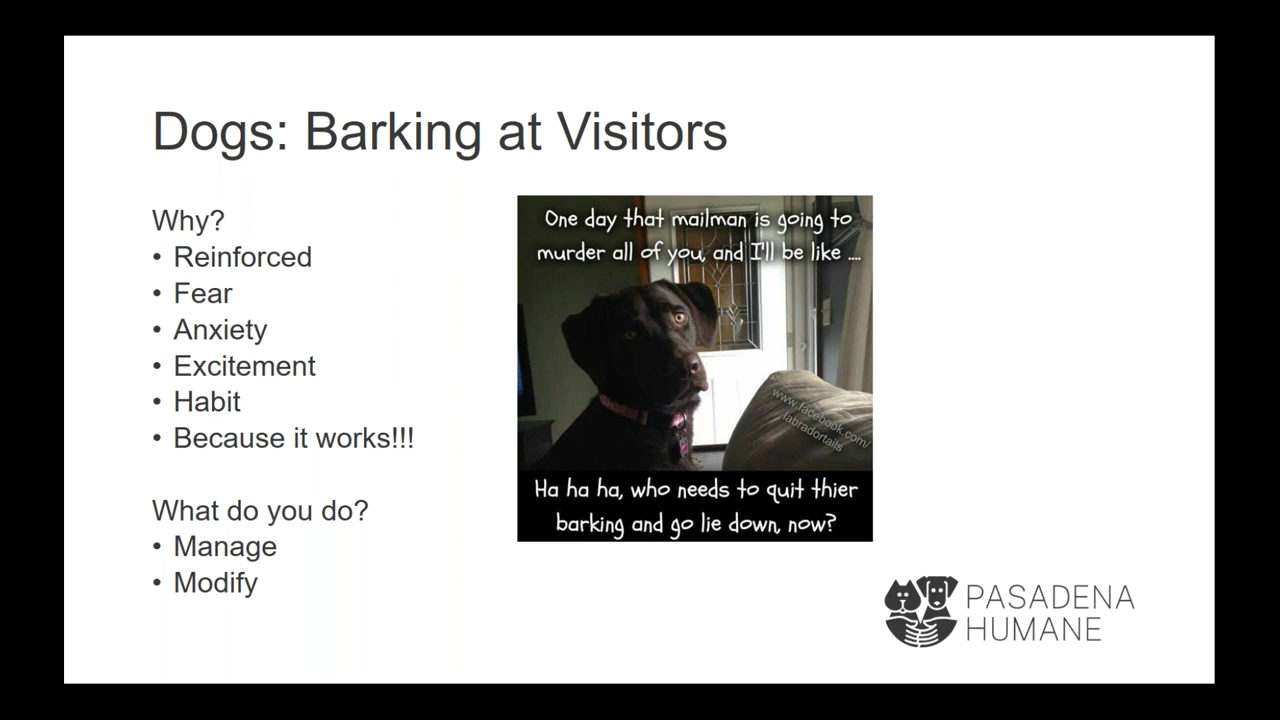 Dogs: Barking at Visitors
Why?
• Reinforced
• Fear
• Anxiety
• Excitement
• Habit
• Because it works!!!
What do you do?
• Manage
• Modify
One day that mailman is going to
murder all of you, and I'll be like ....
www.facebook.com/
labradortails
Ha ha ha, who needs to quit thier
barking and go lie down, now?
PASADENA
HUMANE